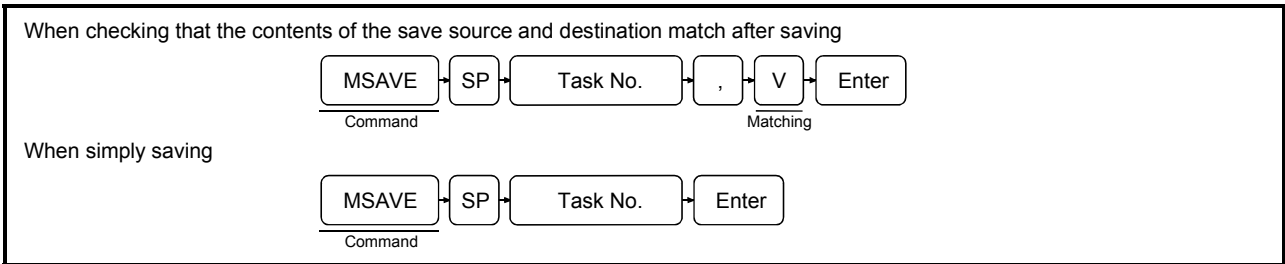 When checking that the contents of the save source and destination match after saving
MSAVE SP Task No. , V Enter
Command Matching
When simply saving
MSAVE SP Task No. Enter
Command